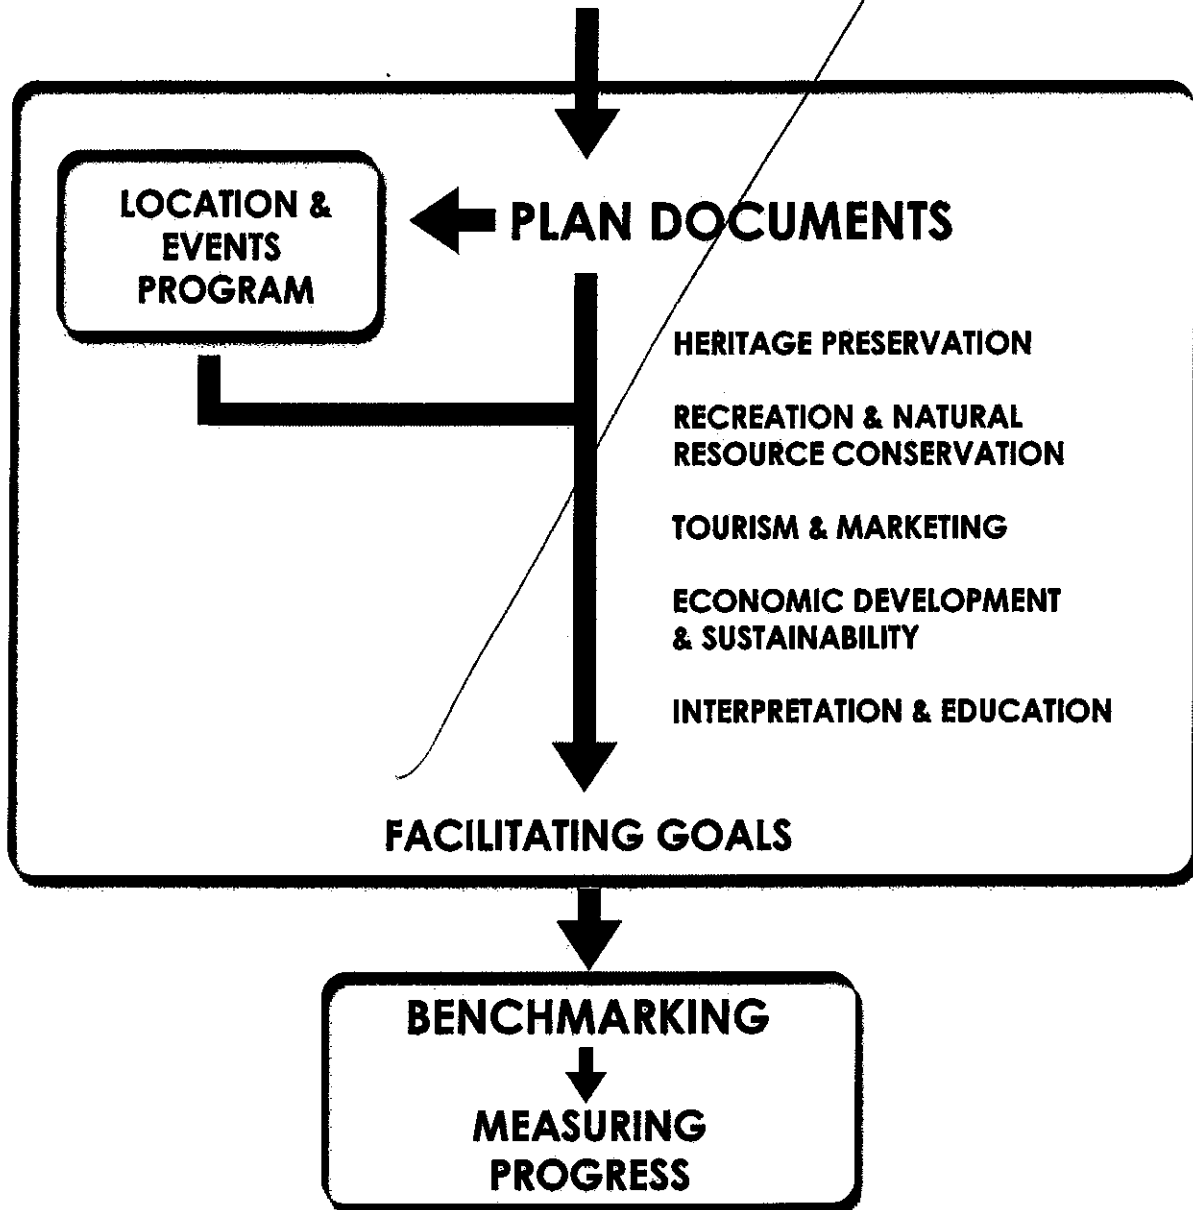 LOCATION &
EVENTS
PROGRAM
PLAN DOCUMENTS
HERITAGE PRESERVATION
RECREATION & NATURAL
RESOURCE CONSERVATION
TOURISM & MARKETING
ECONOMIC DEVELOPMENT
& SUSTAINABILITY
INTERPRETATION & EDUCATION
FACILITATING GOALS
BENCHMARKING
MEASURING
PROGRESS